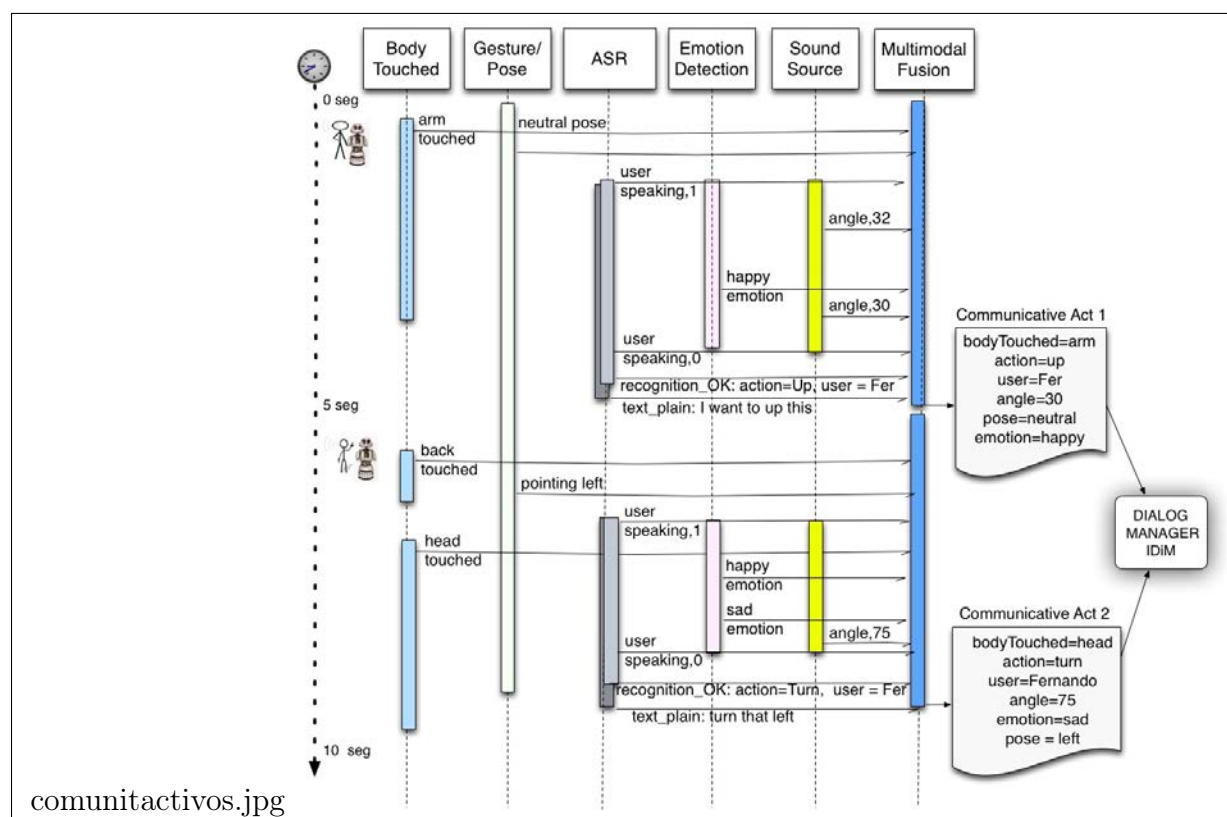 Body
Touched
Gesture/
Pose
ASR
Emotion
Detection
Sound
Source
Multimodal
Fusion
0 seg
arm
touched
neutral pose
user
speaking,1
angle,32
happy
emotion
angle,30
user
speaking,0
recognition_OK: action=Up, user = Fer
text_plain: I want to up this
5 seg
Communicative Act 1
bodyTouched=arm
action=up
user=Fer
angle=30
pose=neutral
emotion=happy
back
touched
pointing left
user
speaking,1
head
touched
happy
emotion
sad
emotion
angle,75
user
speaking,0
recognition_OK: action=Turn, user = Fer
text_plain: turn that left
10 seg
DIALOG
MANAGER
IDiM
Communicative Act 2
bodyTouched=head
action=turn
user=Fernando
angle=75
emotion=sad
pose = left
comunitactivos.jpg